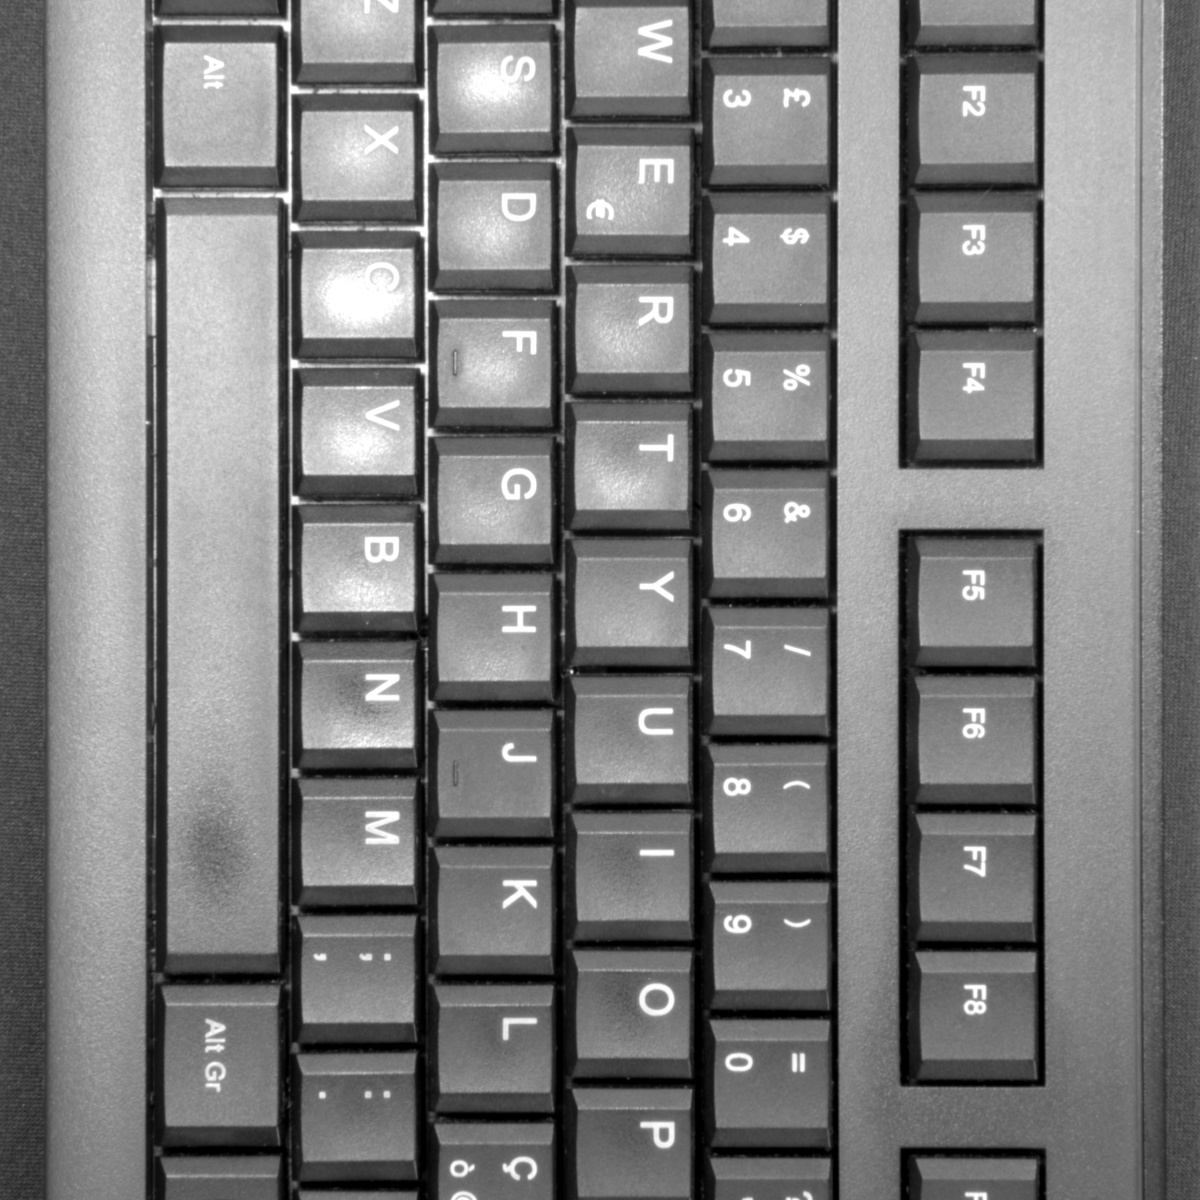 F2 F3 F4 F5 F6 F7 F8
£ $ % & / ( ) =
3 4 5 6 7 8 9 0
W E R T Y U I O P
€
S D F G H J K L Ç
ò
Z X C V B N M ; :
, .
Alt Alt Gr